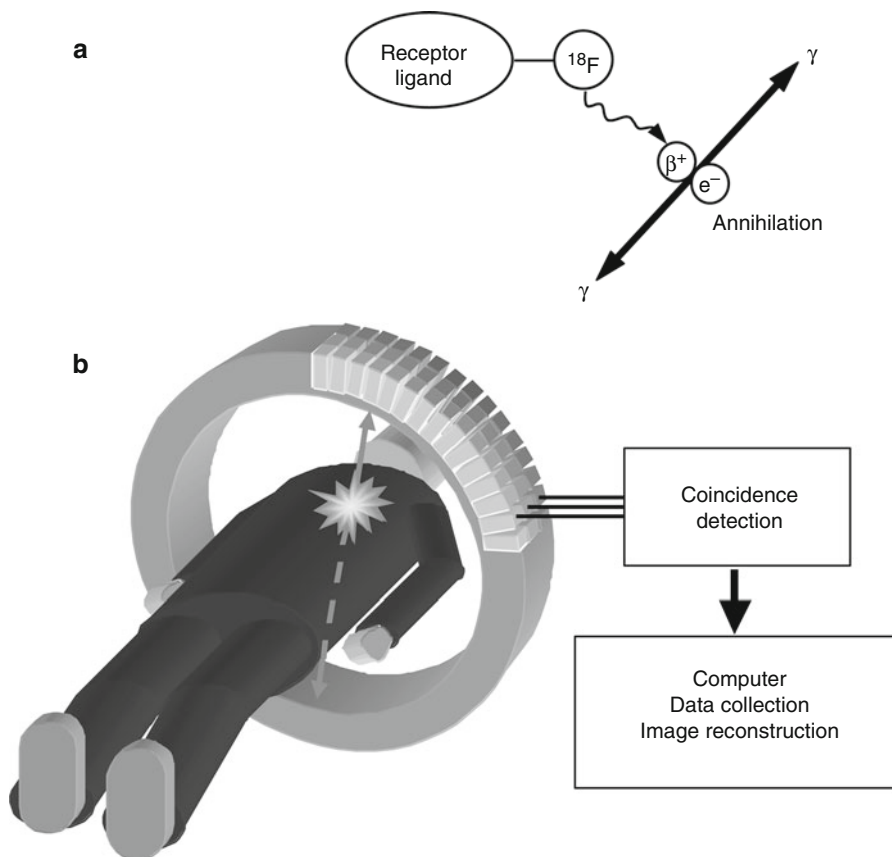 a
Receptor
ligand
¹⁸F
γ
β⁺
e⁻
Annihilation
γ
b
Coincidence
detection
Computer
Data collection
Image reconstruction